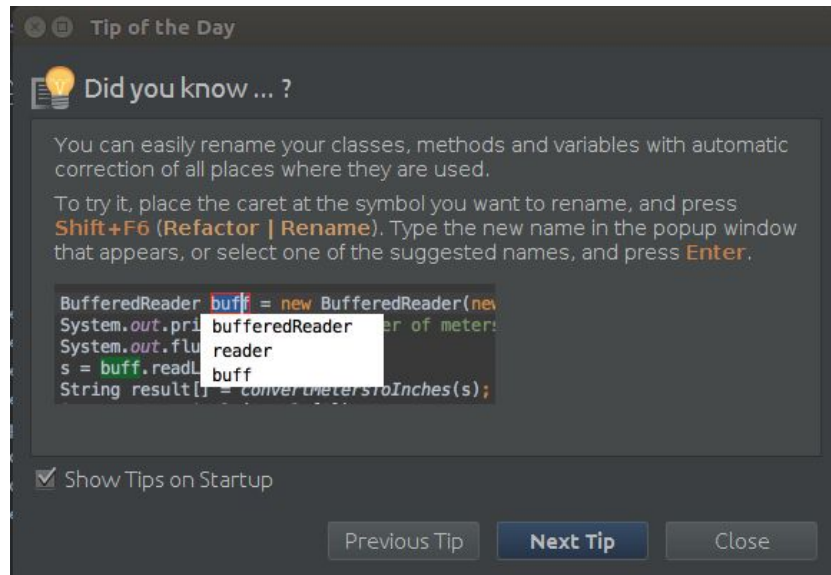 Tip of the Day
Did you know ... ?
You can easily rename your classes, methods and variables with automatic
correction of all places where they are used.
To try it, place the caret at the symbol you want to rename, and press
Shift+F6 (Refactor | Rename). Type the new name in the popup window
that appears, or select one of the suggested names, and press Enter.
BufferedReader buff = new BufferedReader(new
System.out.pri bufferedReader er of meters
System.out.flu reader
s = buff.readL buff
String result[] = convertMetersToInches(s);
Show Tips on Startup
Previous Tip Next Tip Close